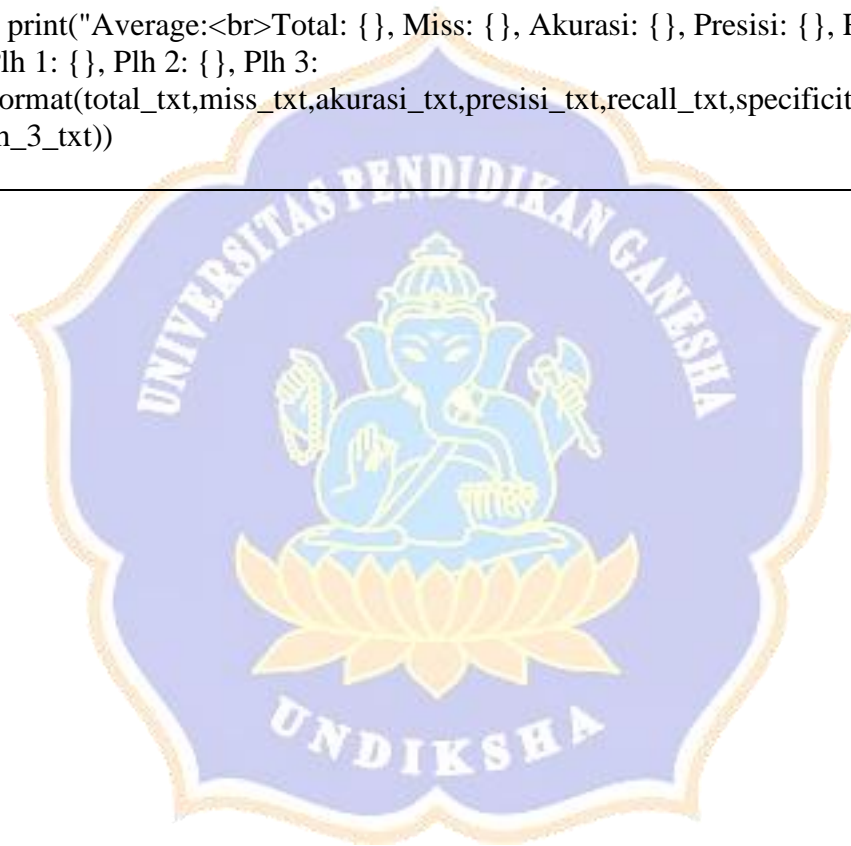 print("Average:<br>Total: {}, Miss: {}, Akurasi: {}, Presisi: {},
lh 1: {}, Plh 2: {}, Plh 3:
ormat(total_txt,miss_txt,akurasi_txt,presisi_txt,recall_txt,specificit
_3_txt))
UNIVERSITAS PENDIDIKAN GANESHA
UNDIKSHA